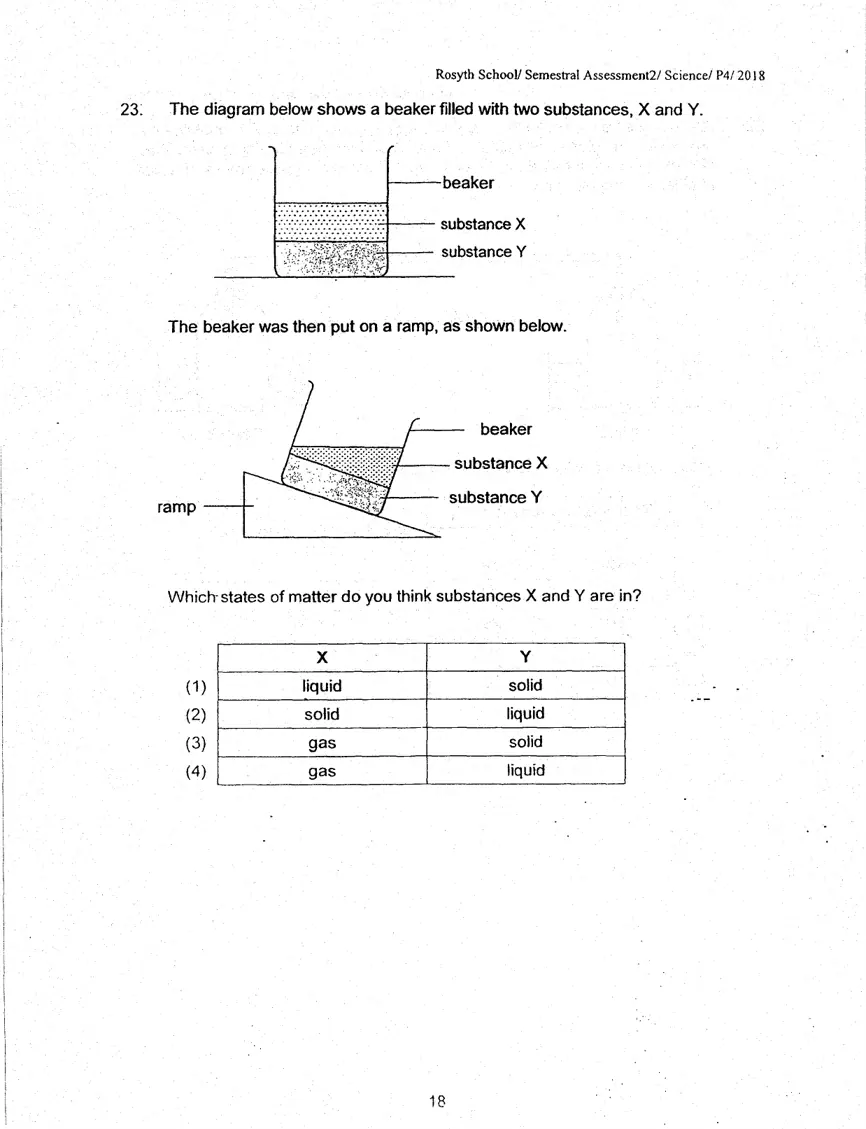 Rosyth School/ Semestral Assessment2/ Science/ P4/ 2018
23. The diagram below shows a beaker filled with two substances, X and Y.
beaker
substance X
substance Y
The beaker was then put on a ramp, as shown below.
beaker
substance X
substance Y
ramp
Which states of matter do you think substances X and Y are in?
X Y
(1) liquid solid
(2) solid liquid
(3) gas solid
(4) gas liquid
18